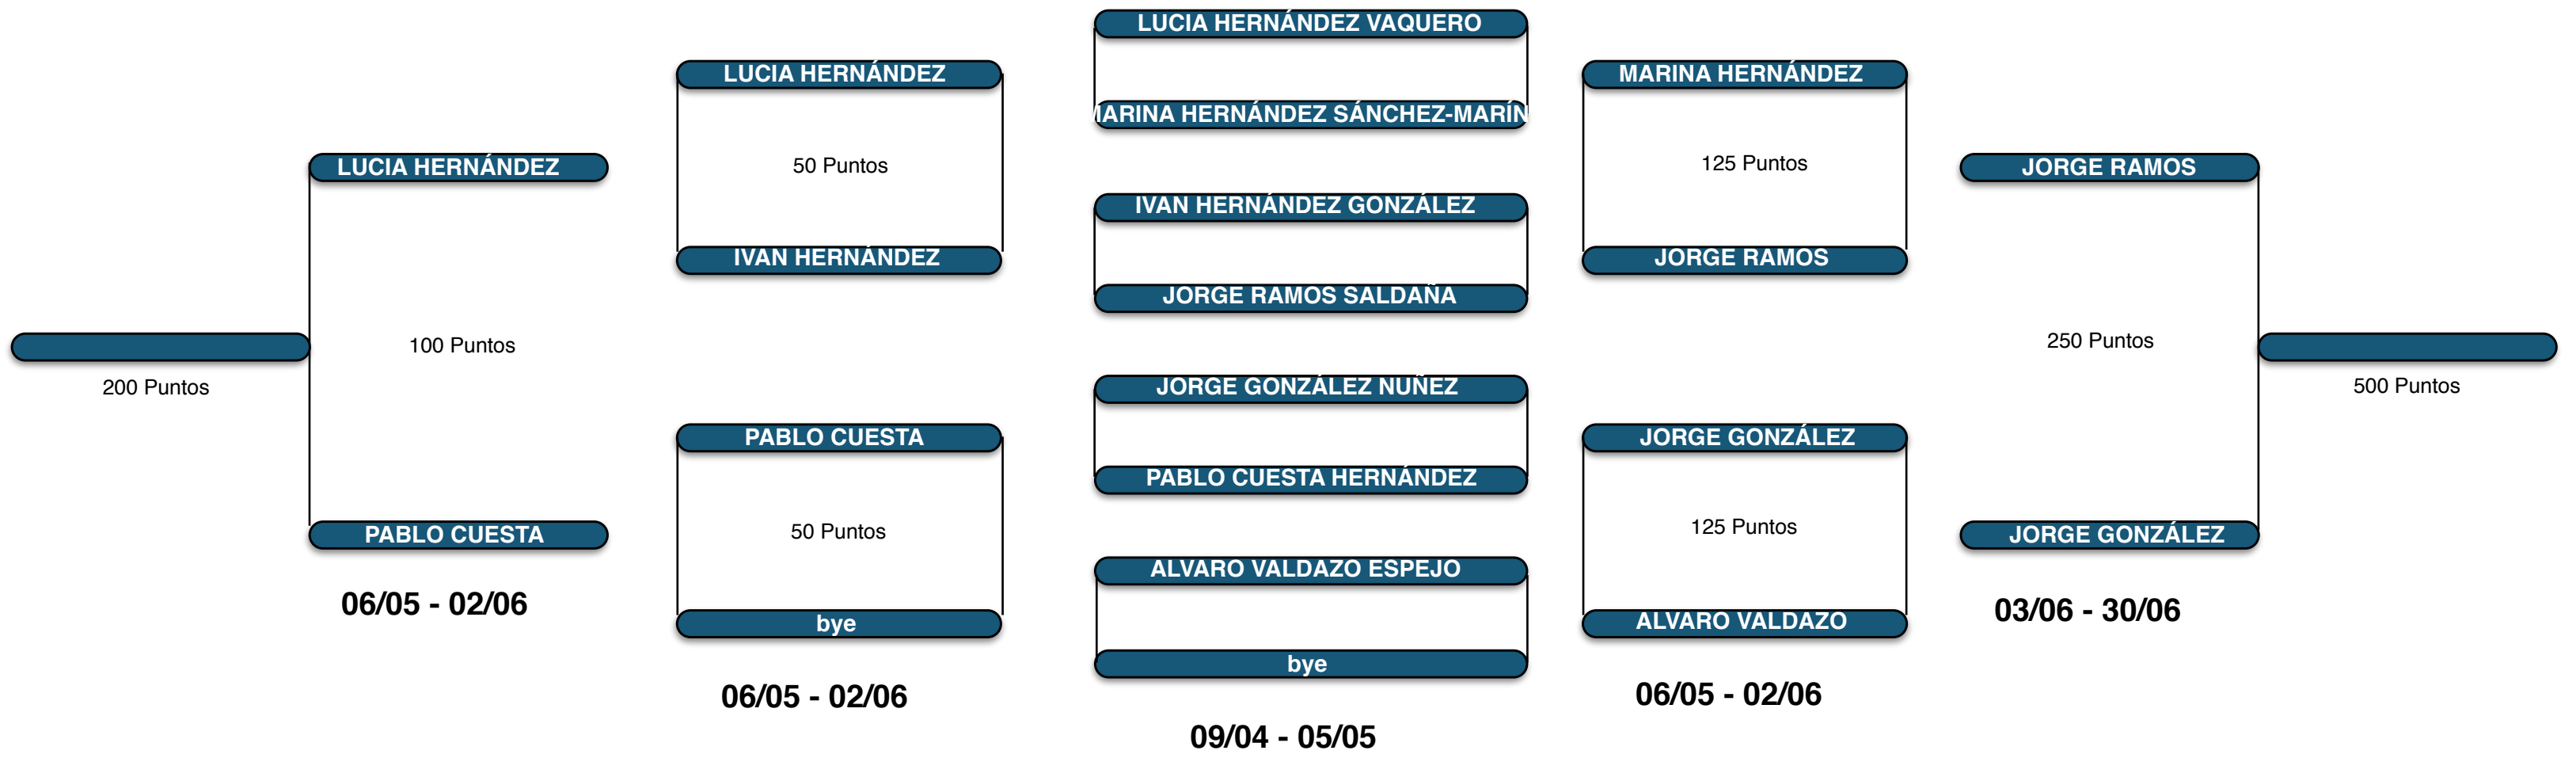 LUCIA HERNÁNDEZ
PABLO CUESTA
100 Puntos
200 Puntos
06/05 - 02/06
LUCIA HERNÁNDEZ
50 Puntos
IVAN HERNÁNDEZ
PABLO CUESTA
50 Puntos
bye
06/05 - 02/06
LUCIA HERNÁNDEZ VAQUERO
MARINA HERNÁNDEZ SÁNCHEZ-MARÍN
IVAN HERNÁNDEZ GONZÁLEZ
JORGE RAMOS SALDAÑA
JORGE GONZÁLEZ NUÑEZ
PABLO CUESTA HERNÁNDEZ
ALVARO VALDAZO ESPEJO
bye
09/04 - 05/05
MARINA HERNÁNDEZ
125 Puntos
JORGE RAMOS
JORGE GONZÁLEZ
125 Puntos
ALVARO VALDAZO
06/05 - 02/06
JORGE RAMOS
250 Puntos
JORGE GONZÁLEZ
03/06 - 30/06
500 Puntos